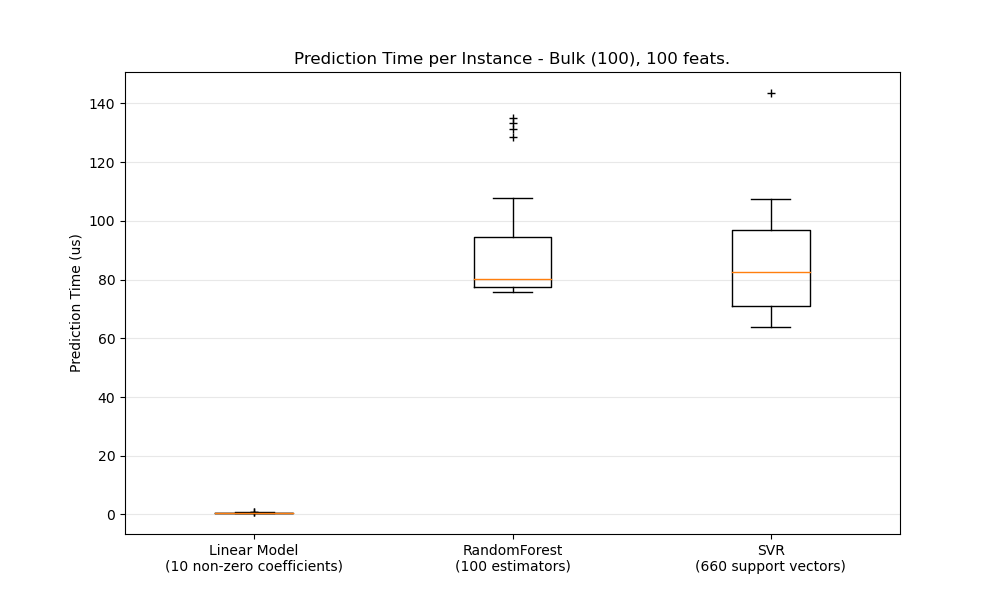 Prediction Time per Instance - Bulk (100), 100 feats.
Prediction Time (us)
140
120
100
80
60
40
20
0
Linear Model
(10 non-zero coefficients)
RandomForest
(100 estimators)
SVR
(660 support vectors)